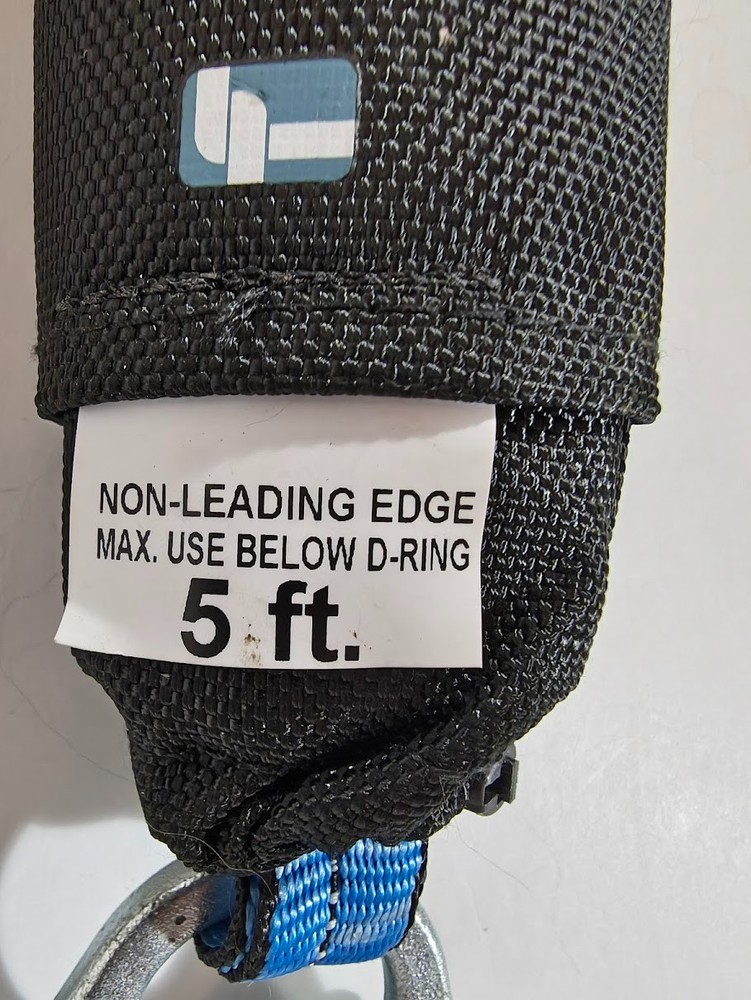 NON-LEADING EDGE
MAX. USE BELOW D-RING
5 ft.